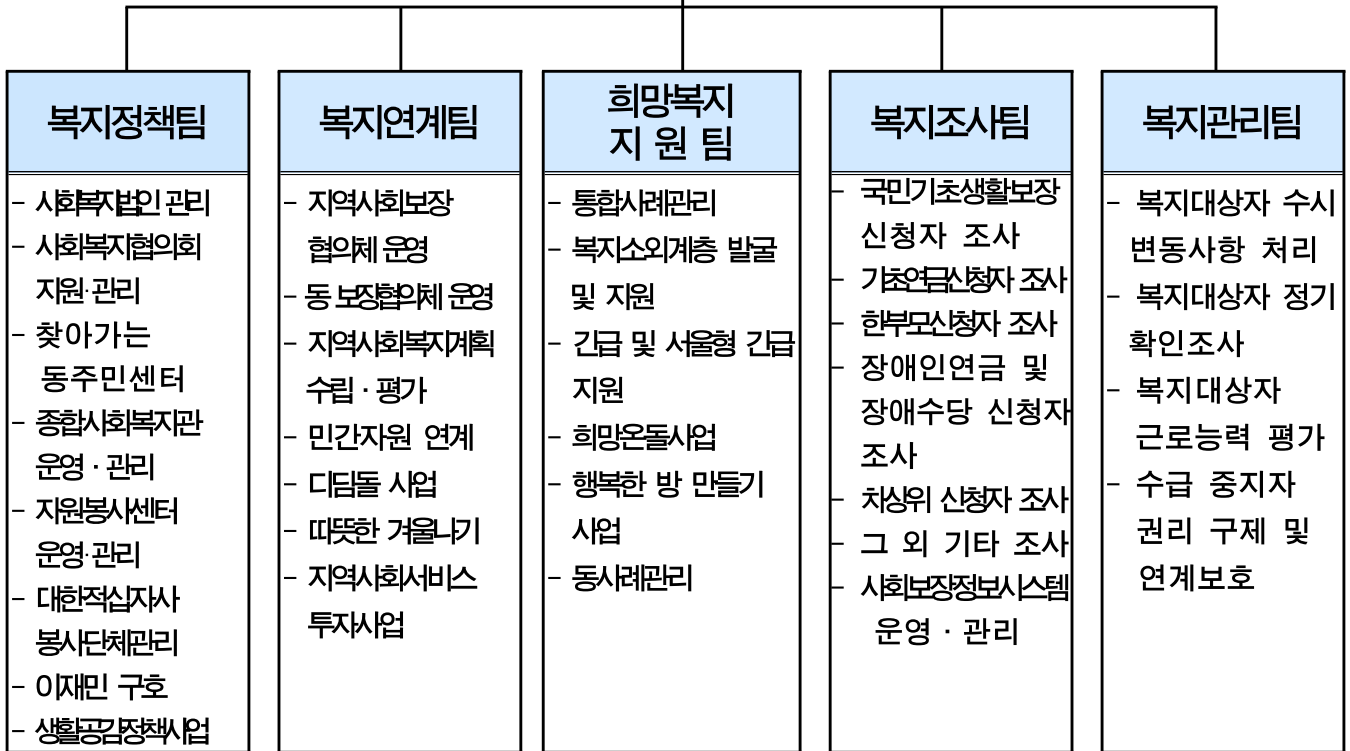 복지정책팀
- 사회복지법인 관리
- 사회복지협의회
지원·관리
- 찾아가는
동주민센터
- 종합사회복지관
운영·관리
- 자원봉사센터
운영·관리
- 대한적십자사
봉사단체관리
- 이재민 구호
- 생활공감정책사업
복지연계팀
- 지역사회보장
협의체 운영
- 동 보장협의체 운영
- 지역사회복지계획
수립·평가
- 민간자원 연계
- 디딤돌 사업
- 따뜻한 겨울나기
- 지역사회서비스
투자사업
희망복지
지 원 팀
- 통합사례관리
- 복지소외계층 발굴
및 지원
- 긴급 및 서울형 긴급
지원
- 희망온돌사업
- 행복한 방 만들기
사업
- 동사례관리
복지조사팀
- 국민기초생활보장
신청자 조사
- 기초연금신청자 조사
- 한부모신청자 조사
- 장애인연금 및
장애수당 신청자
조사
- 차상위 신청자 조사
- 그 외 기타 조사
- 사회보장정보시스템
운영·관리
복지관리팀
- 복지대상자 수시
변동사항 처리
- 복지대상자 정기
확인조사
- 복지대상자
근로능력 평가
- 수급 중지자
권리 구제 및
연계보호